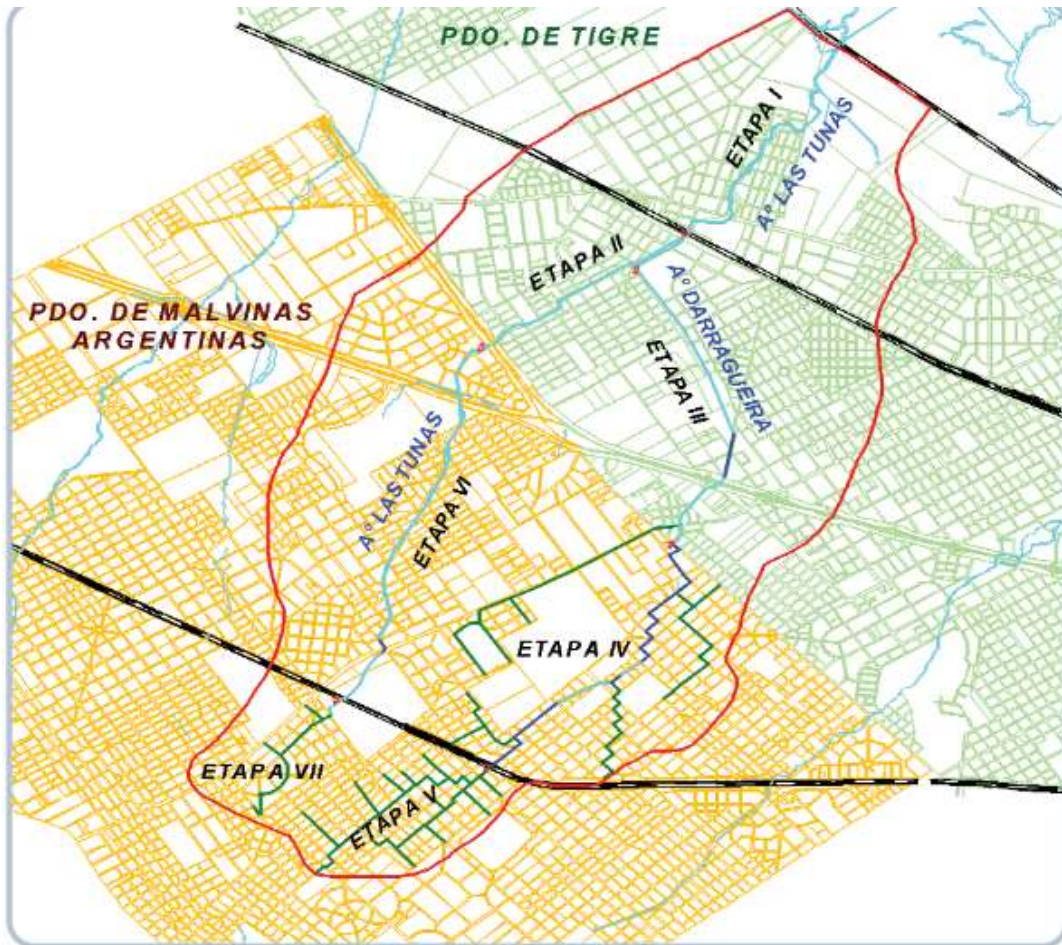 PDO. DE TIGRE
ETAPA I
Aº LAS TUNAS
ETAPA II
Aº DARRAGUEIRA
PDO. DE MALVINAS
ARGENTINAS
ETAPA III
Aº LAS TUNAS
ETAPA VI
ETAPA IV
ETAPA VII
ETAPA V